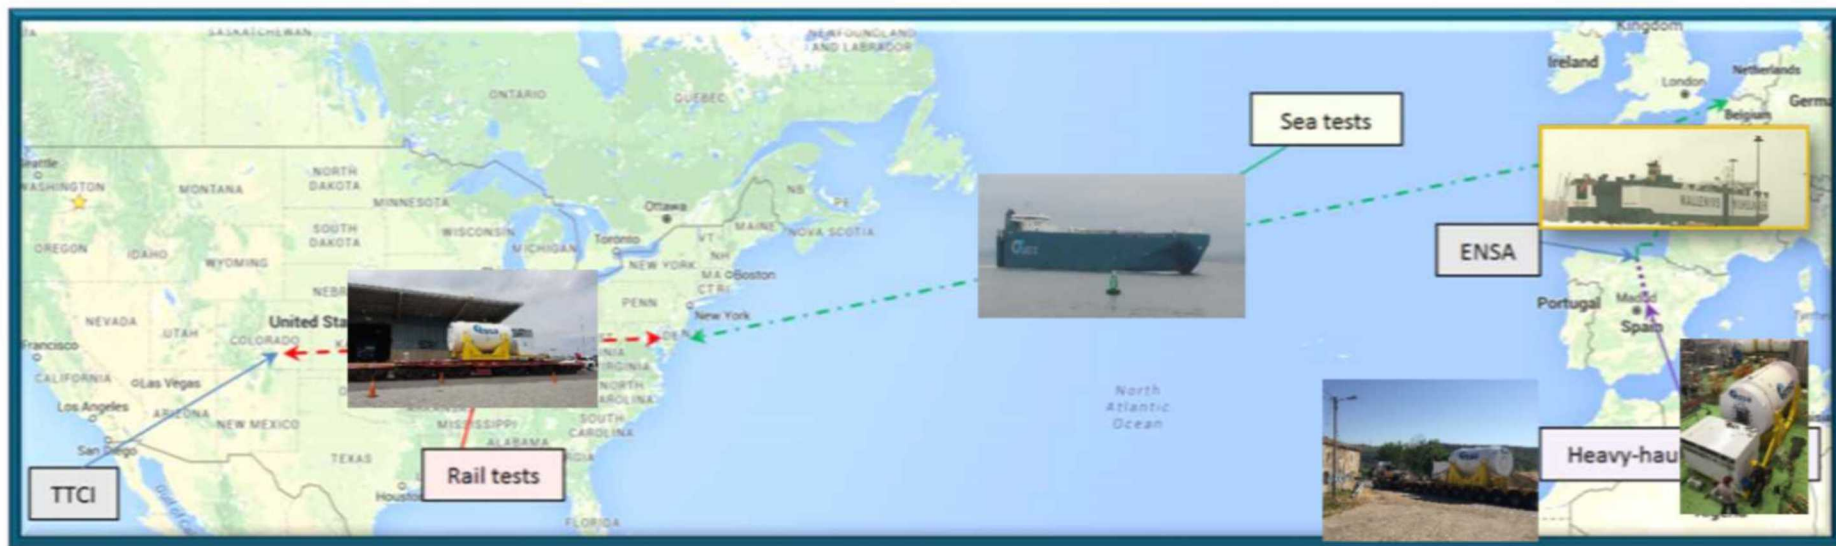 SASKATCHEWAN
NEWFOUNDLAND
AND LABRADOR
Kingdom
Ireland
Netherlands
London
ONTARIO
QUEBEC
Germa
Belgium
Sea tests
Seattle
WASHINGTON
MONTANA
NORTH
DAKOTA
MINNESOTA
Ottawa
NB
PE
MAINE
NOVA SCOTIA
SOUTH
DAKOTA
WISCONSIN
MICHIGAN
Toronto
VT
NH
OREGON
IDAHO
WYOMING
NEW YORK
MA
Boston
CT RI
ENSA
NEBR
PENN
New York
NEVADA
UTAH
United Sta
COLORADO
Portugal
Madrid
Spain
Francisco
CALIFORNIA
Las Vegas
VIRGINIA
NORTH
CAROLINA
Los Angeles
ARIZONA
NEW MEXICO
ARKANSA
MISSISSIPPI
SOUTH
CAROLINA
North
Atlantic
Ocean
San Diego
ALABAMA
TEXAS
Rail tests
Heavy-hau
TTCI
Houston
FLORIDA